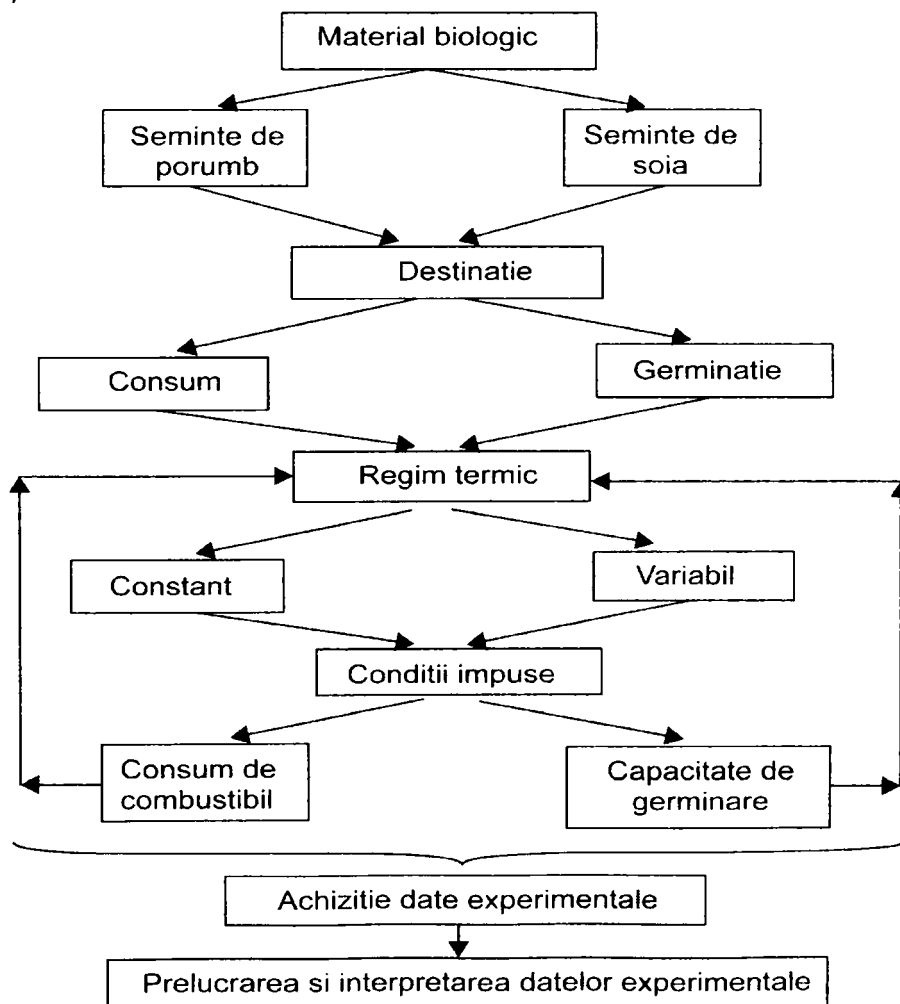 Material biologic
Seminte de
porumb
Seminte de
soia
Destinatie
Consum
Germinatie
Regim termic
Constant
Variabil
Conditii impuse
Consum de
combustibil
Capacitate de
germinare
Achizitie date experimentale
Prelucrarea si interpretarea datelor experimentale